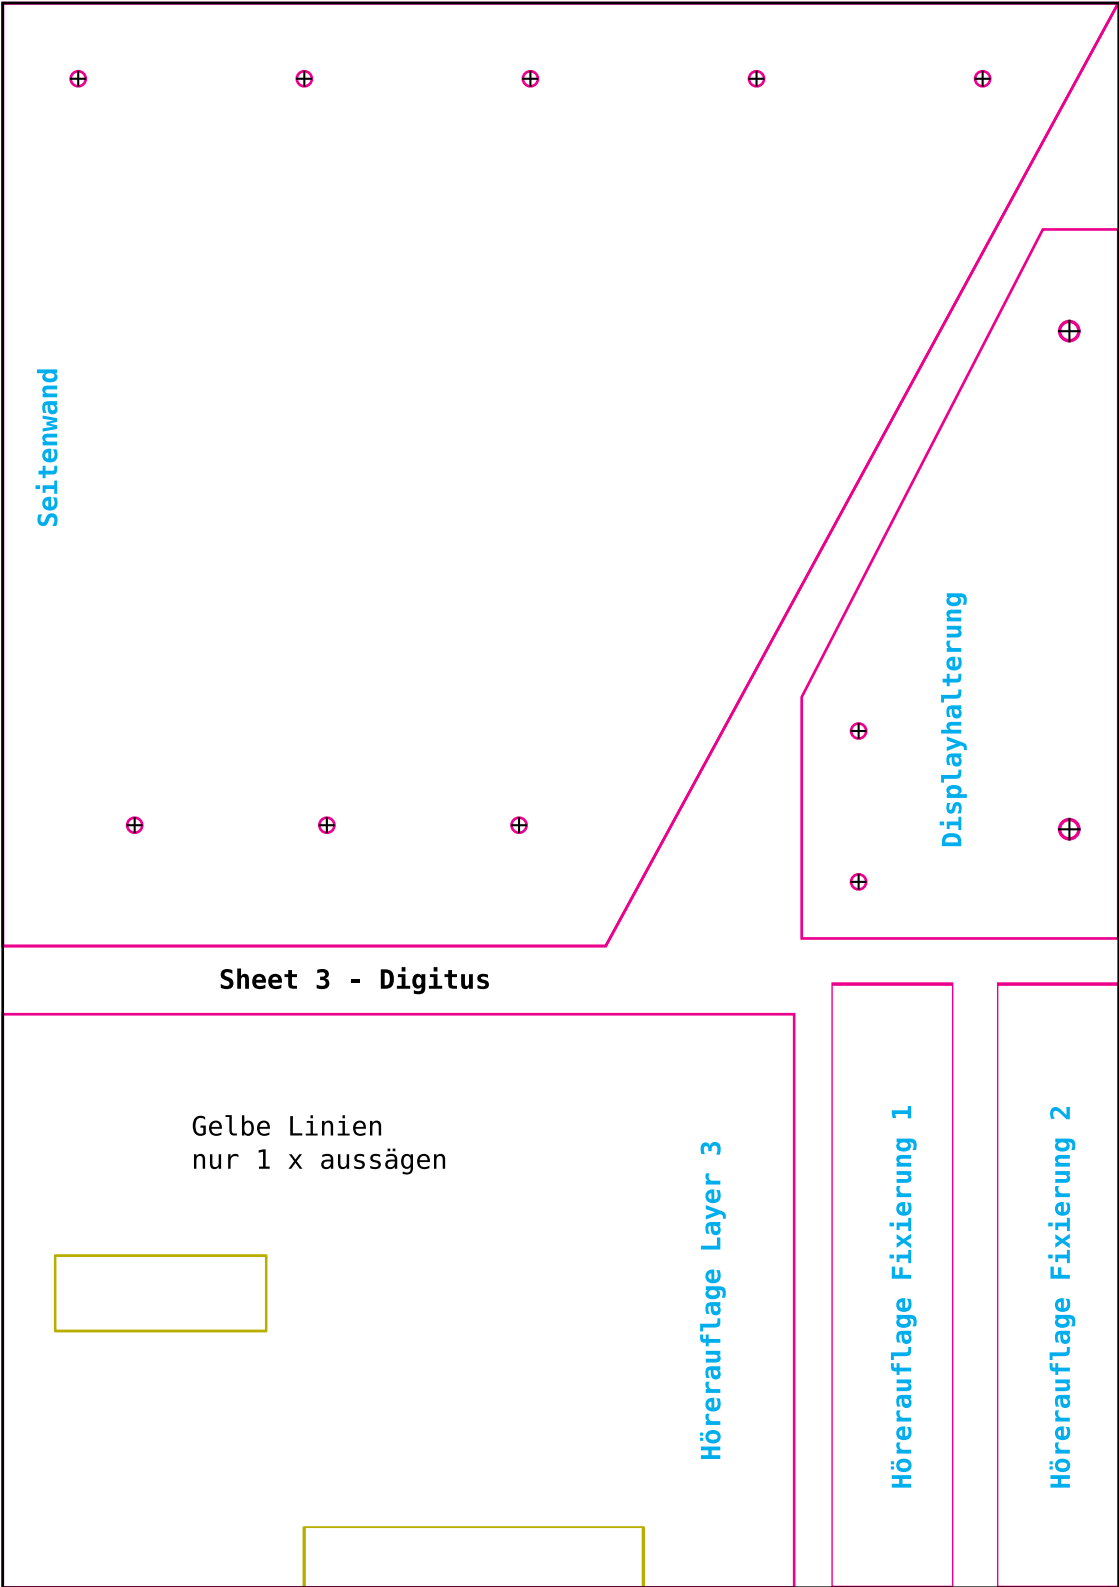 Seitenwand
Displayhalterung
Sheet 3 - Digitus
Gelbe Linien
nur 1 x aussägen
Hörerauflage Layer 3
Hörerauflage Fixierung 1
Hörerauflage Fixierung 2